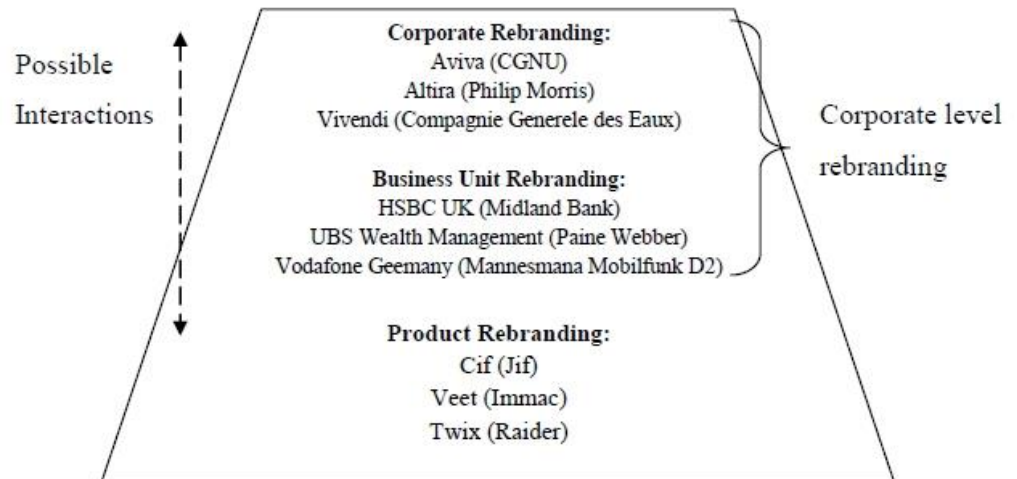 Possible
Interactions
Corporate Rebranding:
Aviva (CGNU)
Altira (Philip Morris)
Vivendi (Compagnie Generele des Eaux)
Business Unit Rebranding:
HSBC UK (Midland Bank)
UBS Wealth Management (Paine Webber)
Vodafone Geemany (Mannesmana Mobilfunk D2)
Product Rebranding:
Cif (Jif)
Veet (Immac)
Twix (Raider)
Corporate level
rebranding